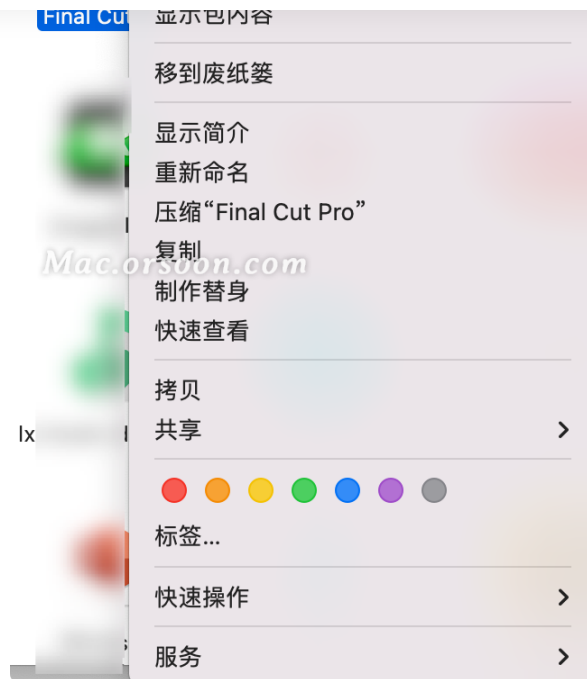 Final Cut
显示包内容
移到废纸篓
显示简介
重新命名
压缩“Final Cut Pro”
复制
Mac.orsoon.com
制作替身
快速查看
拷贝
Ix
共享
标签...
快速操作
服务